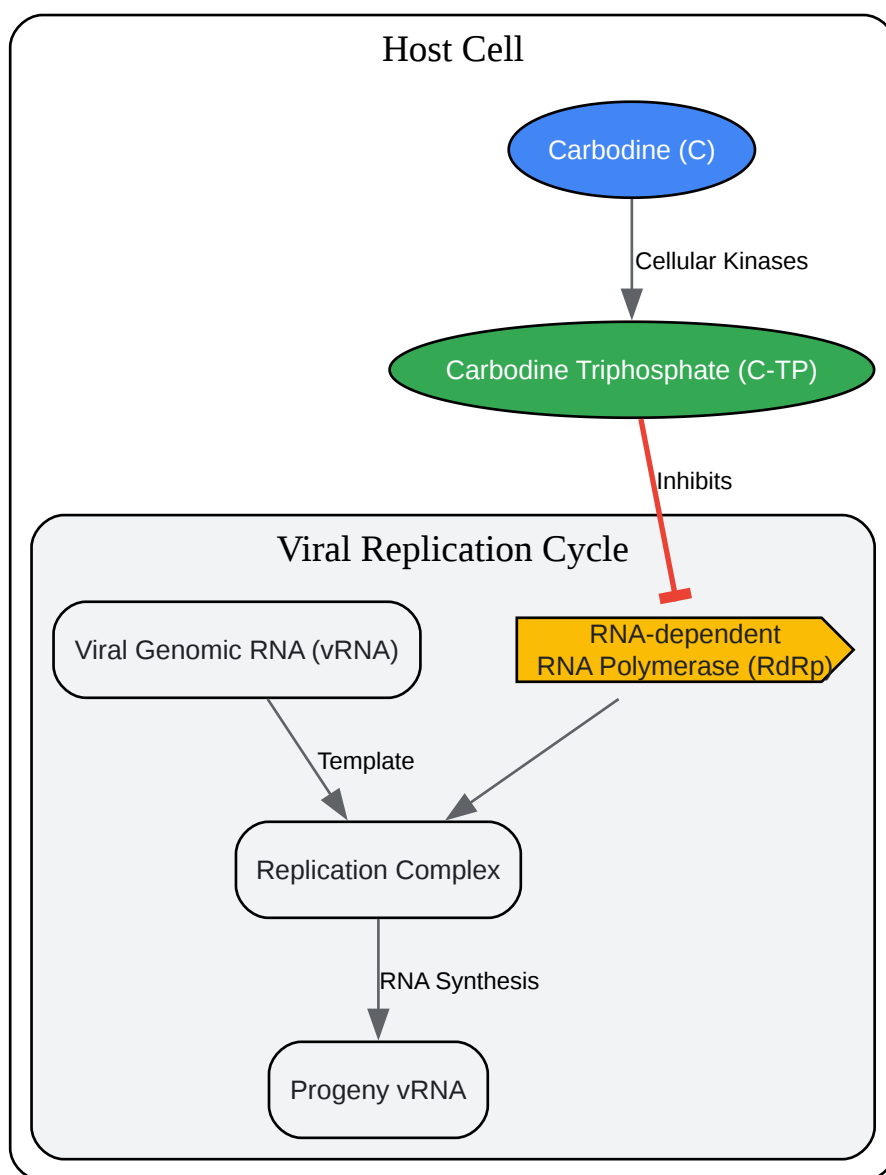 Host Cell
Carbodine (C)
Cellular Kinases
Carbodine Triphosphate (C-TP)
Inhibits
Viral Replication Cycle
Viral Genomic RNA (vRNA)
RNA-dependent
RNA Polymerase (RdRp)
Template
Replication Complex
RNA Synthesis
Progeny vRNA